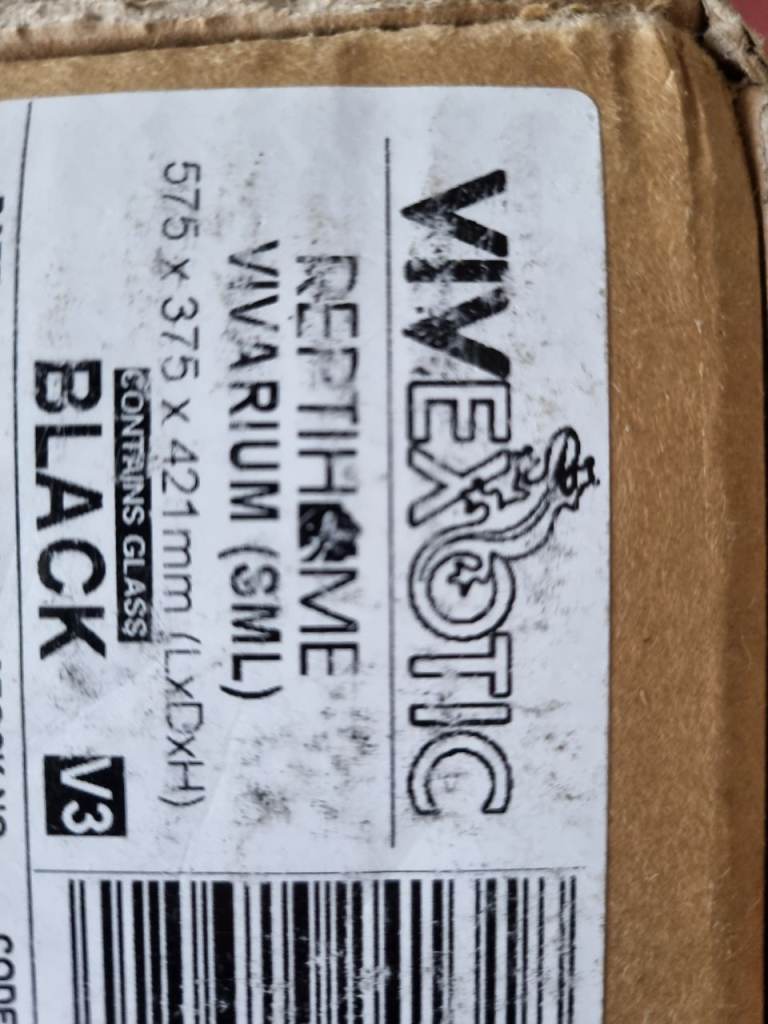 VIVEXOTIC
REPTIHOME
VIVARIUM (SML)
575 x 375 x 421mm (LxDxH)
CONTAINS GLASS
BLACK V3